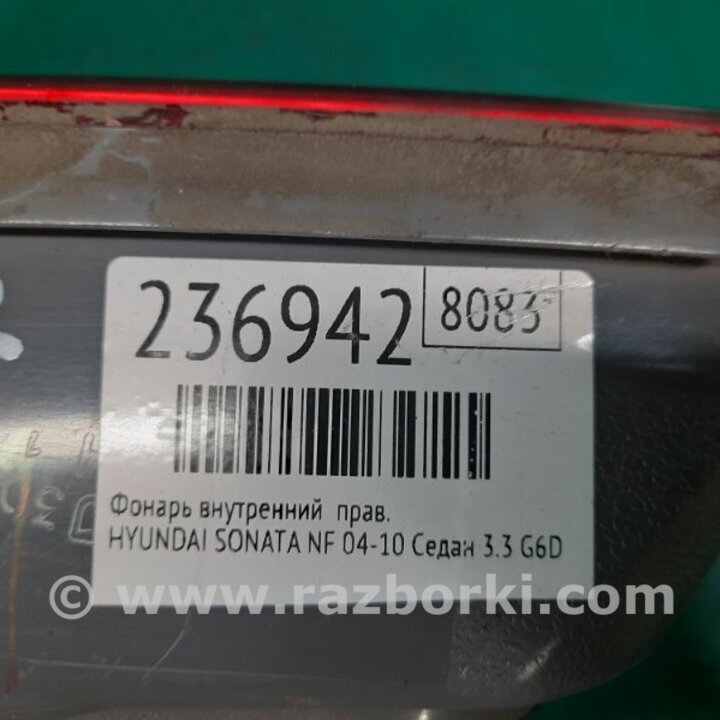 236942
8083
Фонарь внутренний прав.
HYUNDAI SONATA NF 04-10 Седан 3.3 G6D
© www.razborki.com